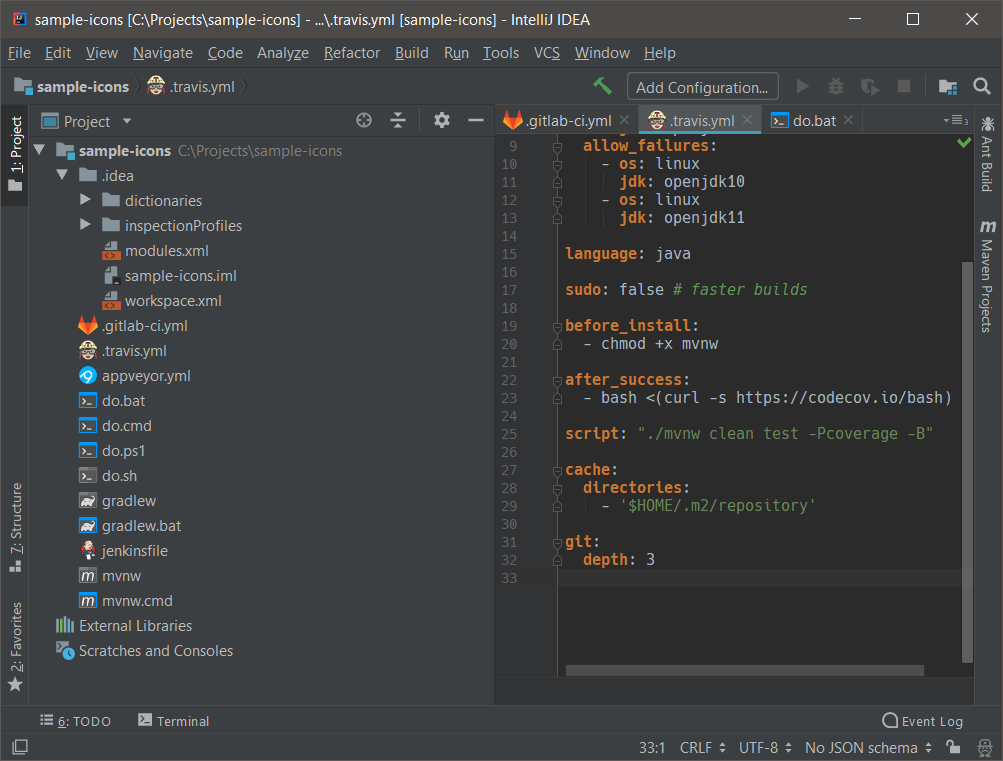 sample-icons [C:\Projects\sample-icons] - ...\.travis.yml [sample-icons] - IntelliJ IDEA
File Edit View Navigate Code Analyze Refactor Build Run Tools VCS Window Help
sample-icons .travis.yml Add Configuration...
1: Project
Project
sample-icons C:\Projects\sample-icons
.idea
dictionaries
inspectionProfiles
modules.xml
sample-icons.iml
workspace.xml
.gitlab-ci.yml
.travis.yml
appveyor.yml
do.bat
do.cmd
do.ps1
do.sh
gradlew
gradlew.bat
jenkinsfile
mvnw
mvnw.cmd
External Libraries
Scratches and Consoles
7: Structure
2: Favorites
.gitlab-ci.yml .travis.yml do.bat 3
9 allow_failures:
10 - os: linux
11 jdk: openjdk10
12 - os: linux
13 jdk: openjdk11
14
15 language: java
16
17 sudo: false # faster builds
18
19 before_install:
20 - chmod +x mvnw
21
22 after_success:
23 - bash <(curl -s https://codecov.io/bash)
24
25 script: "./mvnw clean test -Pcoverage -B"
26
27 cache:
28 directories:
29 - '$HOME/.m2/repository'
30
31 git:
32 depth: 3
33
Ant Build
m Maven Projects
6: TODO Terminal Event Log
33:1 CRLF UTF-8 No JSON schema